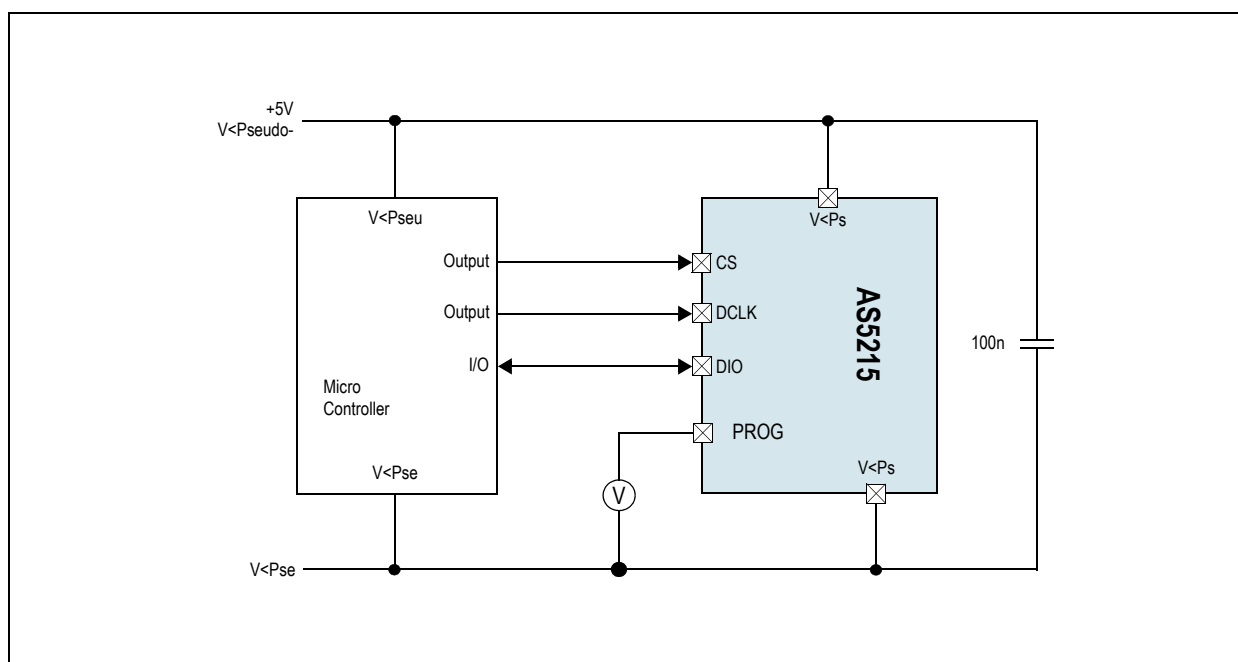 +5V
V<Pseudo-
V<Pseu
V<Ps
Output
CS
Output
DCLK
AS5215
100n
I/O
DIO
Micro
Controller
PROG
V<Pse
V<Ps
V
V<Pse